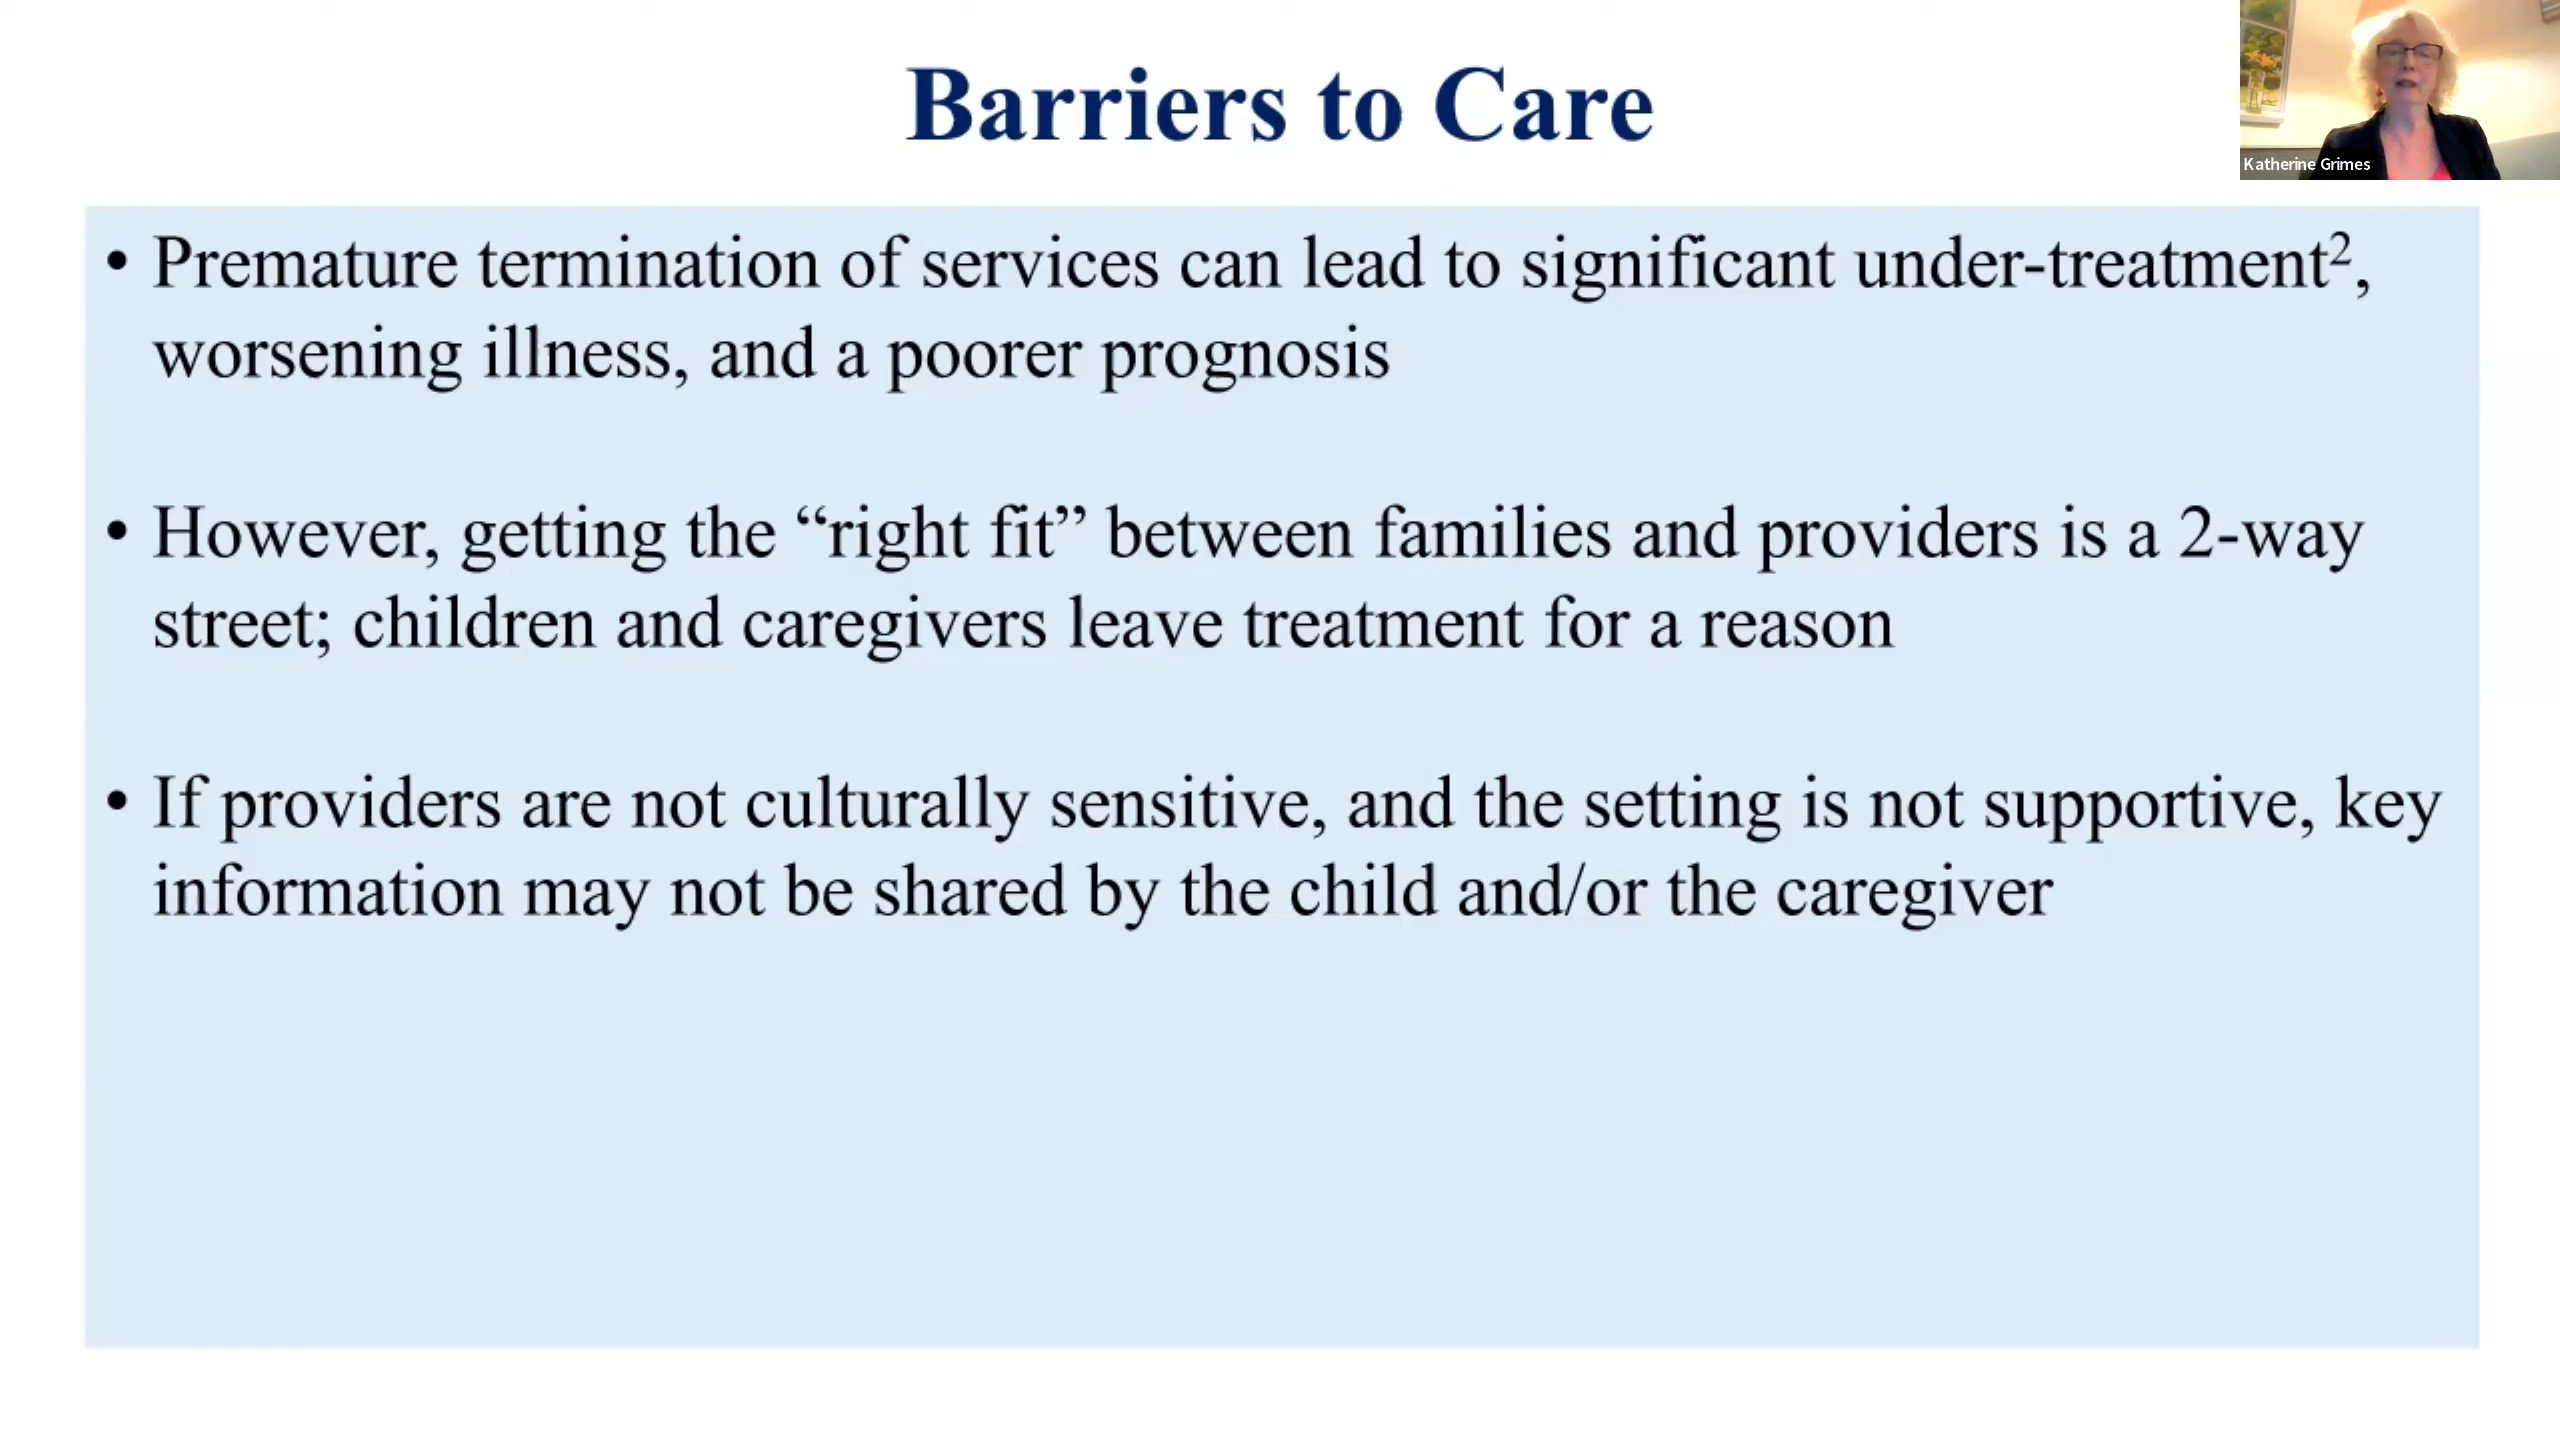 Barriers to Care
Katherine Grimes
• Premature termination of services can lead to significant under-treatment²,
worsening illness, and a poorer prognosis
• However, getting the “right fit” between families and providers is a 2-way
street; children and caregivers leave treatment for a reason
• If providers are not culturally sensitive, and the setting is not supportive, key
information may not be shared by the child and/or the caregiver